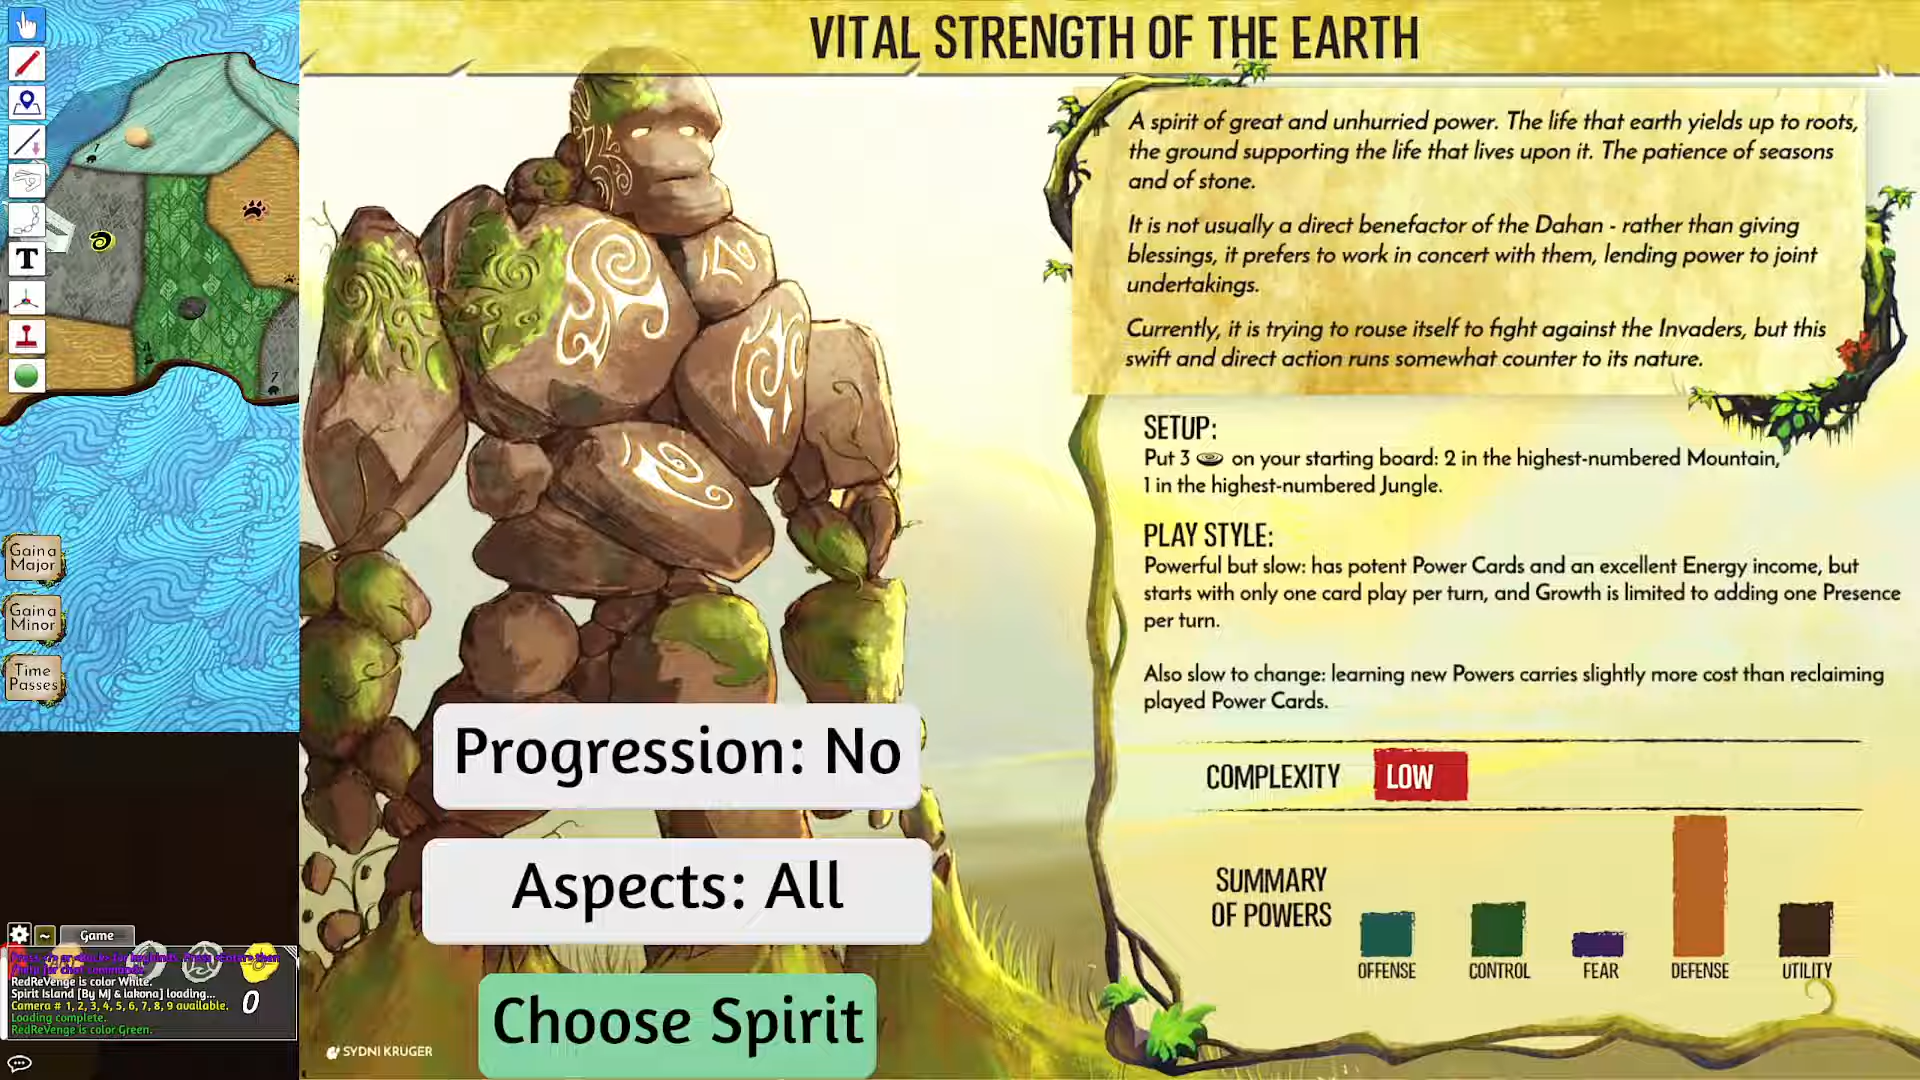 VITAL STRENGTH OF THE EARTH
A spirit of great and unhurried power. The life that earth yields up to roots,
the ground supporting the life that lives upon it. The patience of seasons
and of stone.
It is not usually a direct benefactor of the Dahan - rather than giving
blessings, it prefers to work in concert with them, lending power to joint
undertakings.
Currently, it is trying to rouse itself to fight against the Invaders, but this
swift and direct action runs somewhat counter to its nature.
SETUP:
Put 3 on your starting board: 2 in the highest-numbered Mountain,
1 in the highest-numbered Jungle.
PLAY STYLE:
Powerful but slow: has potent Power Cards and an excellent Energy income, but
starts with only one card play per turn, and Growth is limited to adding one Presence
per turn.
Also slow to change: learning new Powers carries slightly more cost than reclaiming
played Power Cards.
COMPLEXITY
LOW
SUMMARY
OF POWERS
OFFENSE
CONTROL
FEAR
DEFENSE
UTILITY
Progression: No
Aspects: All
Choose Spirit
SYDNI KRUGER
T
Gain a
Major
Gain a
Minor
Time
Passes
~
Game
RedReVenge is color White.
Spirit Island [By MJ & iakona] loading...
Camera # 1, 2, 3, 4, 5, 6, 7, 8, 9 available.
Loading complete.
RedReVenge is color Green.
0